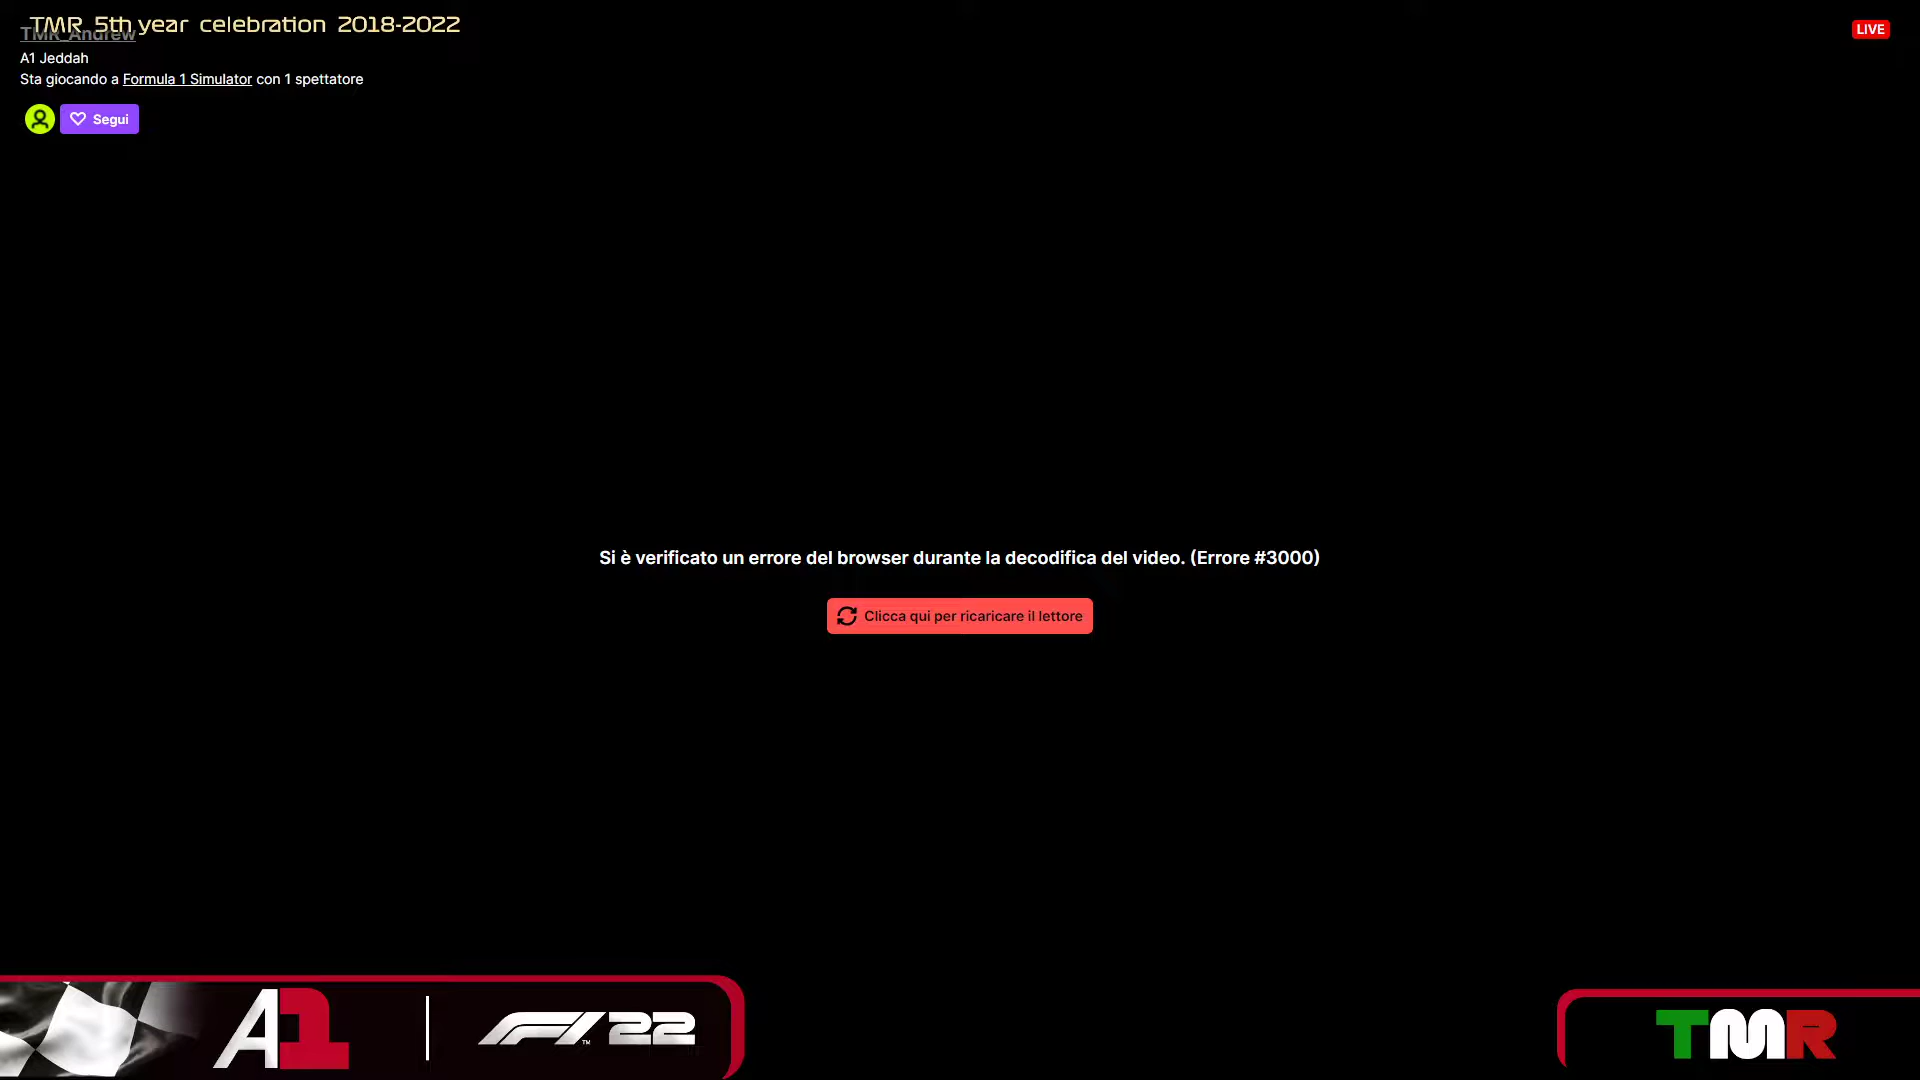 TMR 5th year celebration 2018-2022
TMR_Andrew
LIVE
A1 Jeddah
Sta giocando a Formula 1 Simulator con 1 spettatore
Segui
Si è verificato un errore del browser durante la decodifica del video. (Errore #3000)
Clicca qui per ricaricare il lettore
A1
F1™ 22
TMR